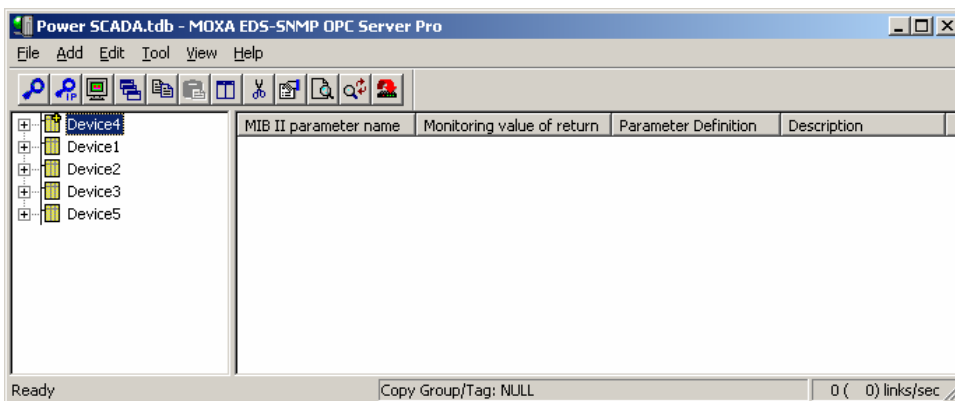 Power SCADA.tdb - MOXA EDS-SNMP OPC Server Pro
File Add Edit Tool View Help
IP
Device4
Device1
Device2
Device3
Device5
MIB II parameter name Monitoring value of return Parameter Definition Description
Ready Copy Group/Tag: NULL 0 ( 0) links/sec